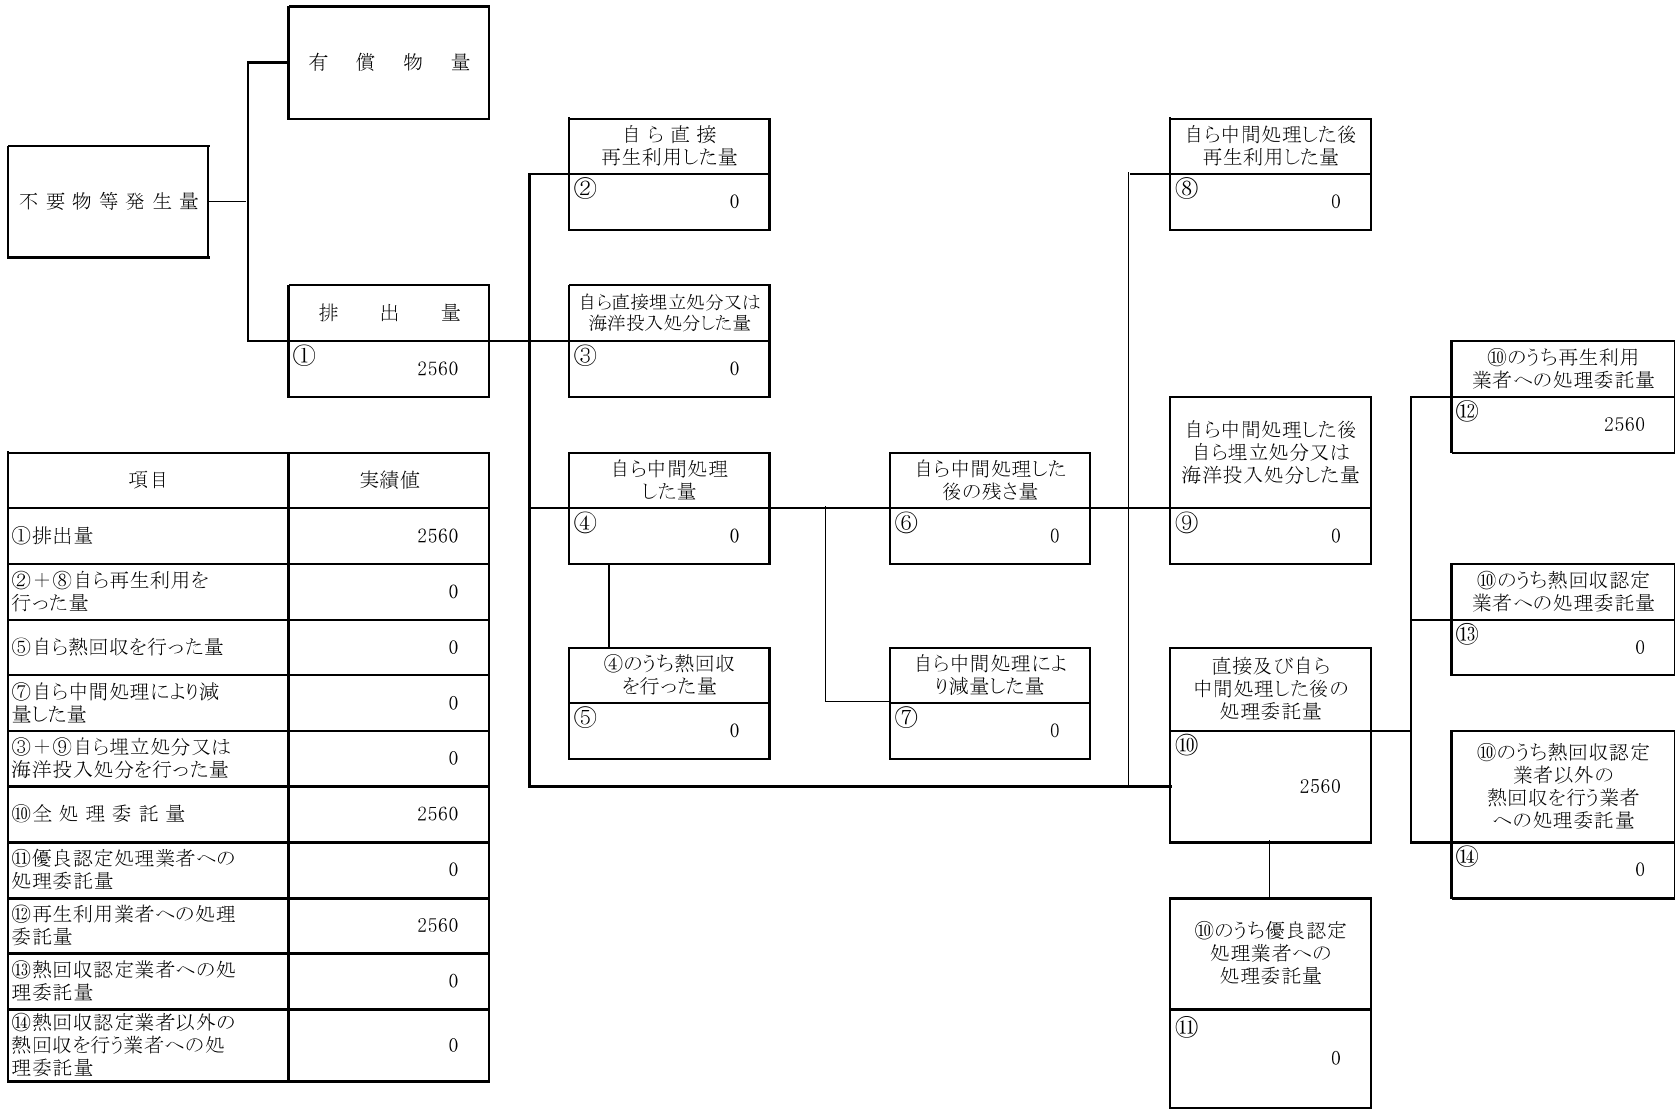 有償物量
不要物等発生量
排出量
①
2560
自ら直接
再生利用した量
②
0
自ら直接埋立処分又は
海洋投入処分した量
③
0
自ら中間処理
した量
④
0
④のうち熱回収
を行った量
⑤
0
自ら中間処理した
後の残さ量
⑥
0
自ら中間処理によ
り減量した量
⑦
0
自ら中間処理した後
再生利用した量
⑧
0
自ら中間処理した後
自ら埋立処分又は
海洋投入処分した量
⑨
0
直接及び自ら
中間処理した後の
処理委託量
⑩
2560
⑩のうち優良認定
処理業者への
処理委託量
⑪
0
⑩のうち再生利用
業者への処理委託量
⑫
2560
⑩のうち熱回収認定
業者への処理委託量
⑬
0
⑩のうち熱回収認定
業者以外の
熱回収を行う業者
への処理委託量
⑭
0
項目 実績値
①排出量 2560
②+⑧自ら再生利用を
行った量 0
⑤自ら熱回収を行った量 0
⑦自ら中間処理により減
量した量 0
③+⑨自ら埋立処分又は
海洋投入処分を行った量 0
⑩全処理委託量 2560
⑪優良認定処理業者への
処理委託量 0
⑫再生利用業者への処理
委託量 2560
⑬熱回収認定業者への処
理委託量 0
⑭熱回収認定業者以外の
熱回収を行う業者への処
理委託量 0